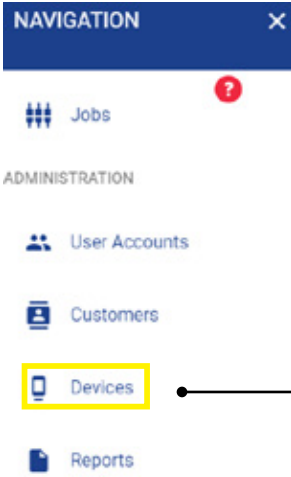 NAVIGATION ×
?
Jobs
ADMINISTRATION
User Accounts
Customers
Devices
Reports